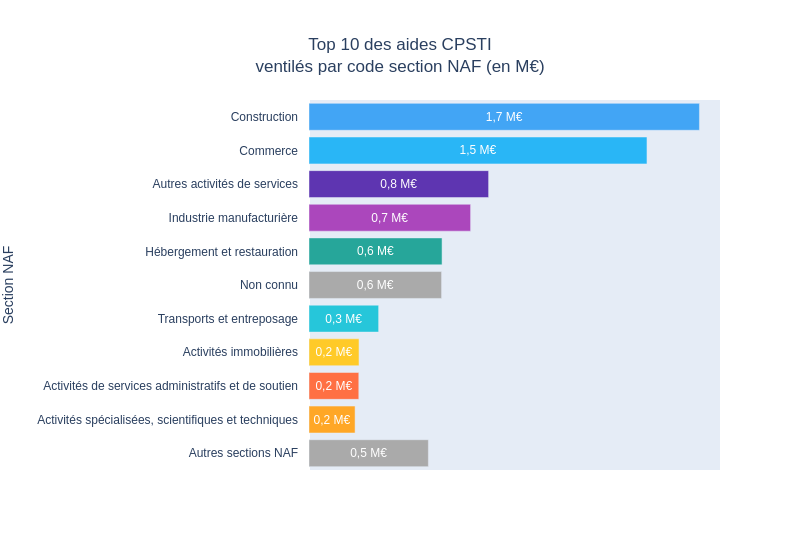 Top 10 des aides CPSTI
ventilés par code section NAF (en M€)
Section NAF
Construction 1,7 M€
Commerce 1,5 M€
Autres activités de services 0,8 M€
Industrie manufacturière 0,7 M€
Hébergement et restauration 0,6 M€
Non connu 0,6 M€
Transports et entreposage 0,3 M€
Activités immobilières 0,2 M€
Activités de services administratifs et de soutien 0,2 M€
Activités spécialisées, scientifiques et techniques 0,2 M€
Autres sections NAF 0,5 M€